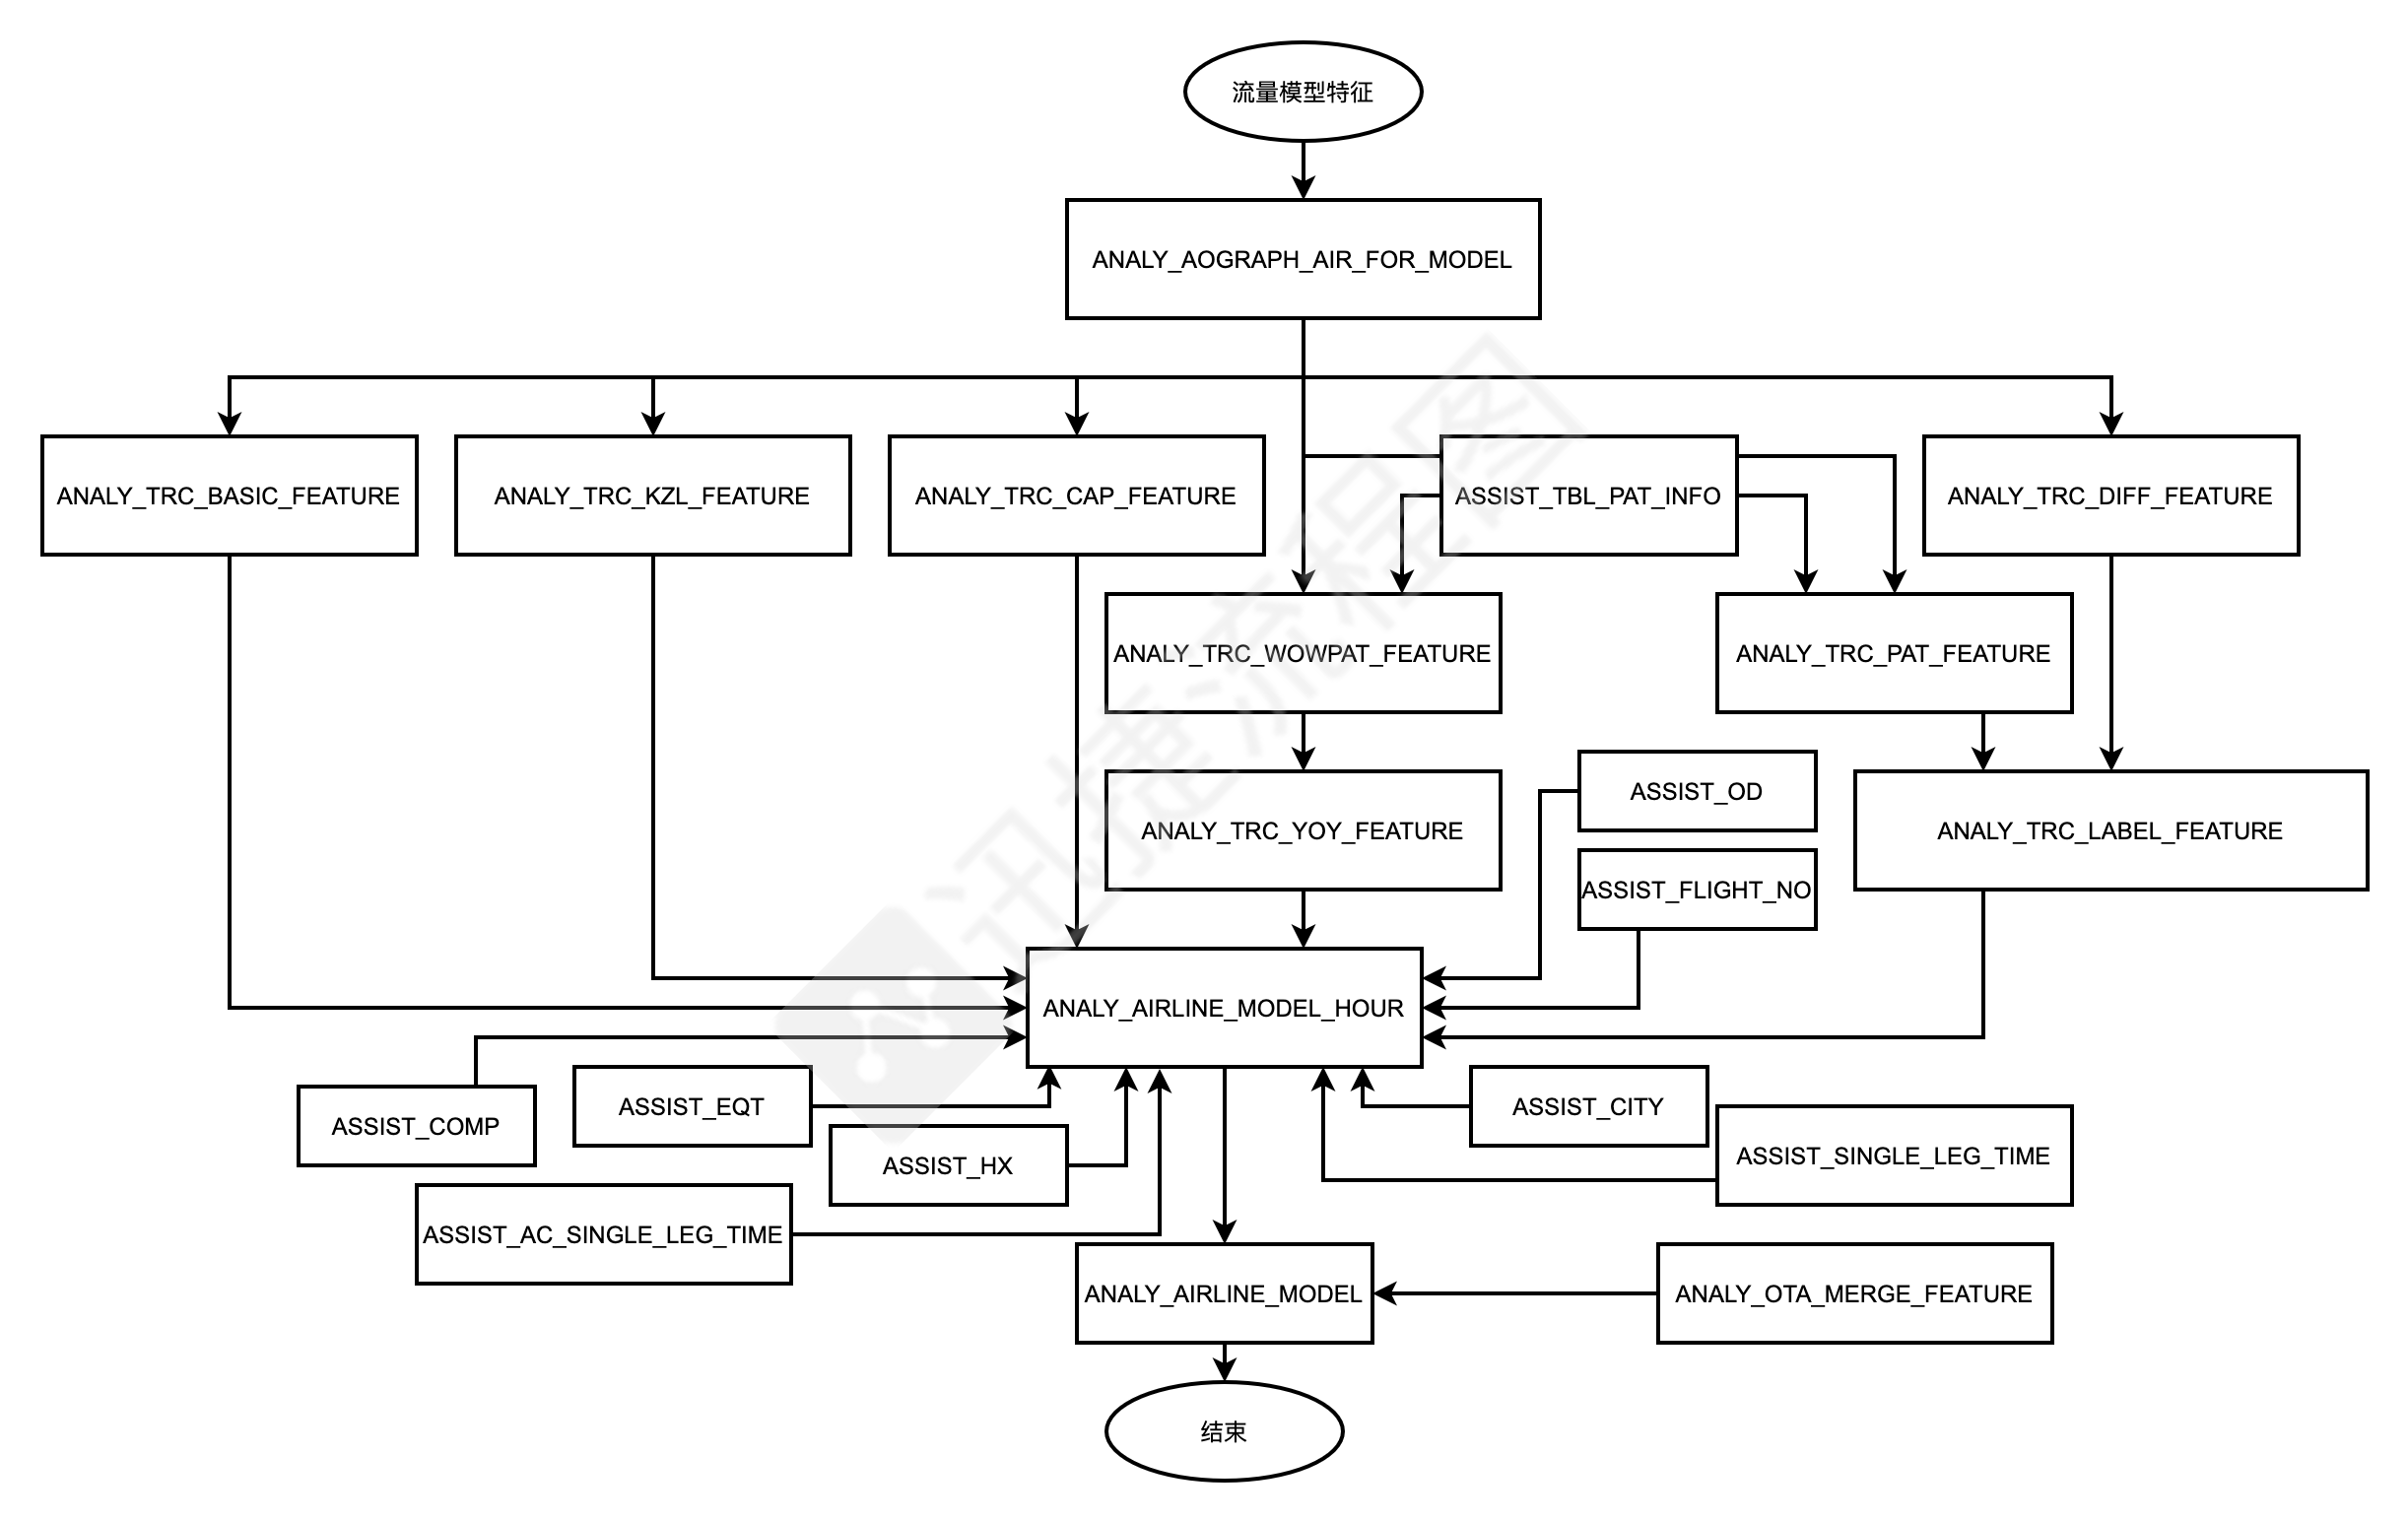 流量模型特征
ANALY_AOGRAPH_AIR_FOR_MODEL
ANALY_TRC_BASIC_FEATURE
ANALY_TRC_KZL_FEATURE
ANALY_TRC_CAP_FEATURE
ASSIST_TBL_PAT_INFO
ANALY_TRC_DIFF_FEATURE
ANALY_TRC_WOWPAT_FEATURE
ANALY_TRC_PAT_FEATURE
ASSIST_OD
ANALY_TRC_YOY_FEATURE
ANALY_TRC_LABEL_FEATURE
ASSIST_FLIGHT_NO
ANALY_AIRLINE_MODEL_HOUR
ASSIST_COMP
ASSIST_EQT
ASSIST_CITY
ASSIST_HX
ASSIST_SINGLE_LEG_TIME
ASSIST_AC_SINGLE_LEG_TIME
ANALY_AIRLINE_MODEL
ANALY_OTA_MERGE_FEATURE
结束
迅捷流程图